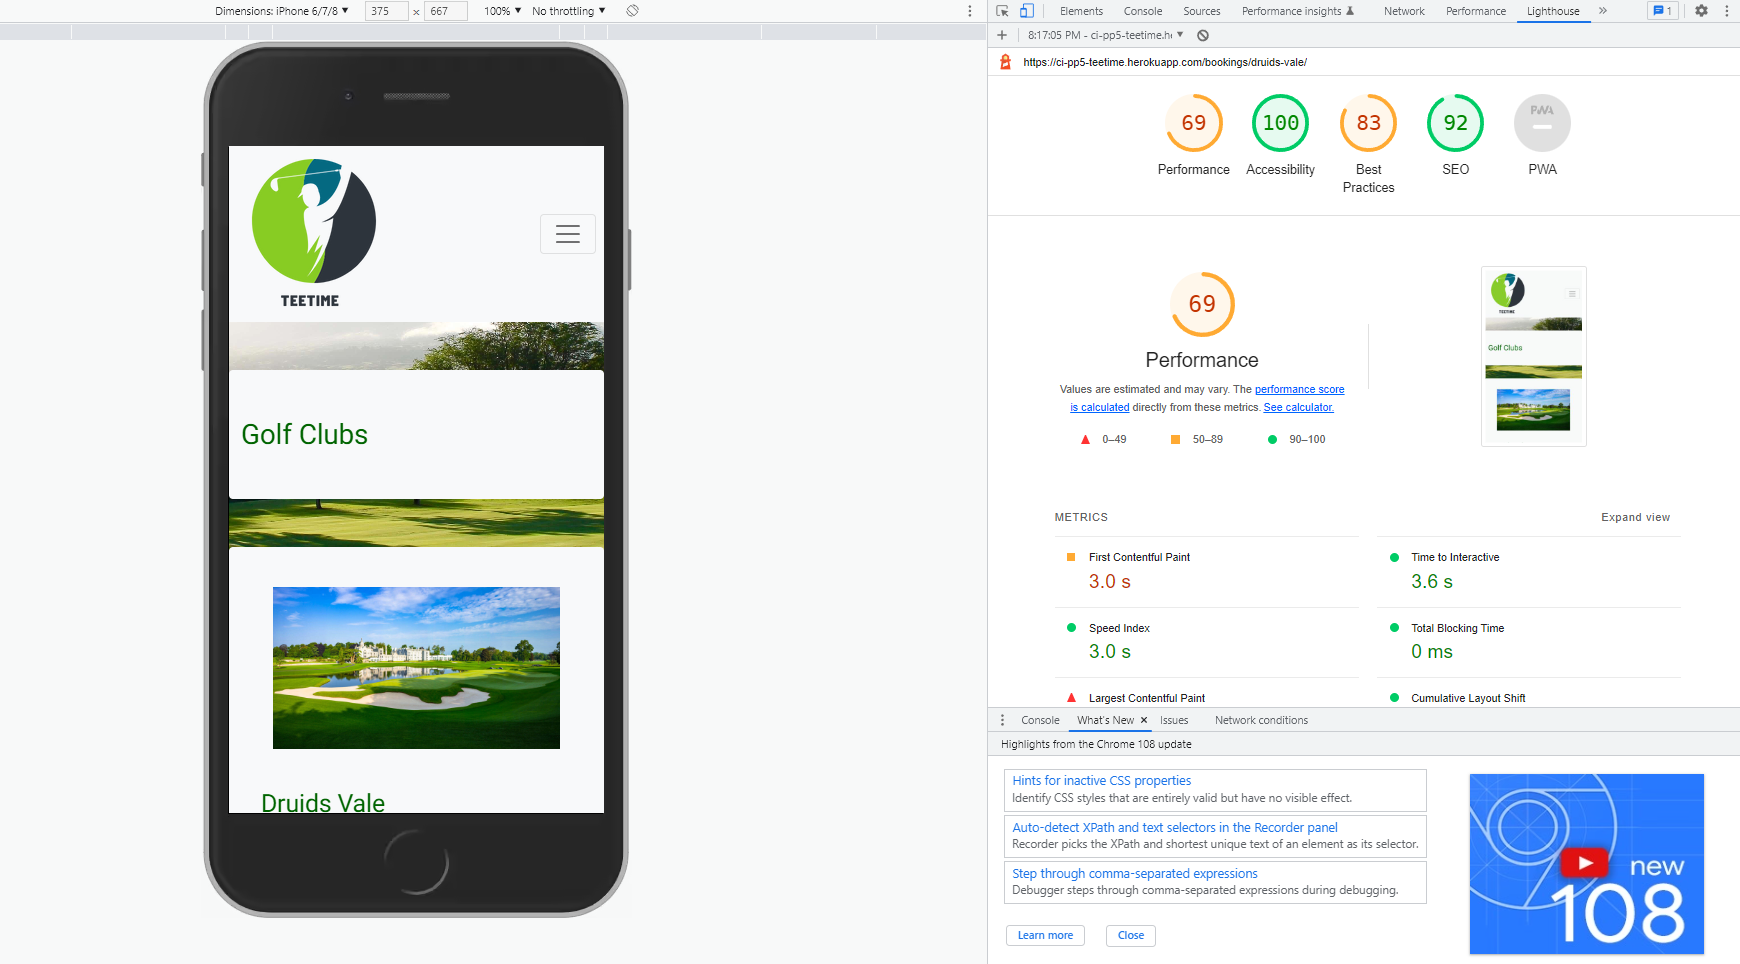 Dimensions: iPhone 6/7/8 ▼ 375 × 667 100% ▼ No throttling ▼
Elements Console Sources Performance insights Network Performance Lighthouse » 1
+ 8:17:05 PM - ci-pp5-teetime.he ▼
https://ci-pp5-teetime.herokuapp.com/bookings/druids-vale/
69 100 83 92 PWA
Performance Accessibility Best Practices SEO PWA
TEETIME
Golf Clubs
Druids Vale
69
Performance
Values are estimated and may vary. The performance score
is calculated directly from these metrics. See calculator.
0–49 50–89 90–100
TEETIME
Golf Clubs
METRICS Expand view
First Contentful Paint
3.0 s
Time to Interactive
3.6 s
Speed Index
3.0 s
Total Blocking Time
0 ms
Largest Contentful Paint
Cumulative Layout Shift
Console What's New × Issues Network conditions
Highlights from the Chrome 108 update
Hints for inactive CSS properties
Identify CSS styles that are entirely valid but have no visible effect.
Auto-detect XPath and text selectors in the Recorder panel
Recorder picks the XPath and shortest unique text of an element as its selector.
Step through comma-separated expressions
Debugger steps through comma-separated expressions during debugging.
Learn more Close
new
108